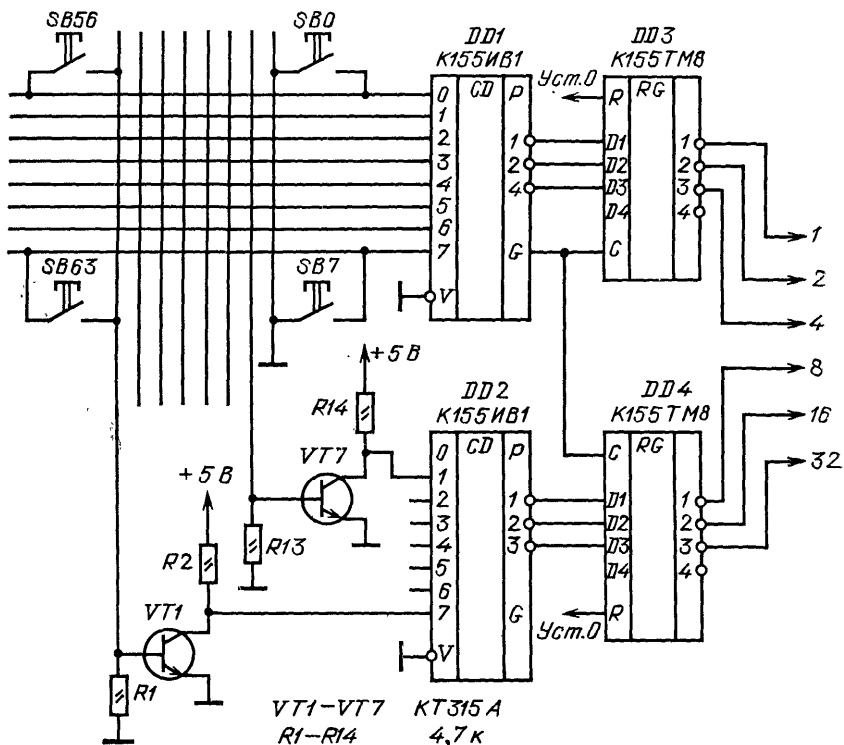 SB56
SB0
DD1
К155ИВ1
DD3
К155ТМ8
0 CD P
1
2
3
4
5
6
7 G
V
1
2
4
Уст.0
R RG
D1 1
D2 2
D3 3
D4 4
C
1
2
4
8
16
32
SB63
SB7
+5 В
R14
VT7
DD2
К155ИВ1
0 CD P
1
2 1
3 2
4 3
5
6
7 G
V
DD4
К155ТМ8
C RG
D1 1
D2 2
D3 3
D4 4
R
Уст.0
+5 В
R2
R13
VT1
R1
VT1–VT7 КТ315А
R1–R14 4,7 к